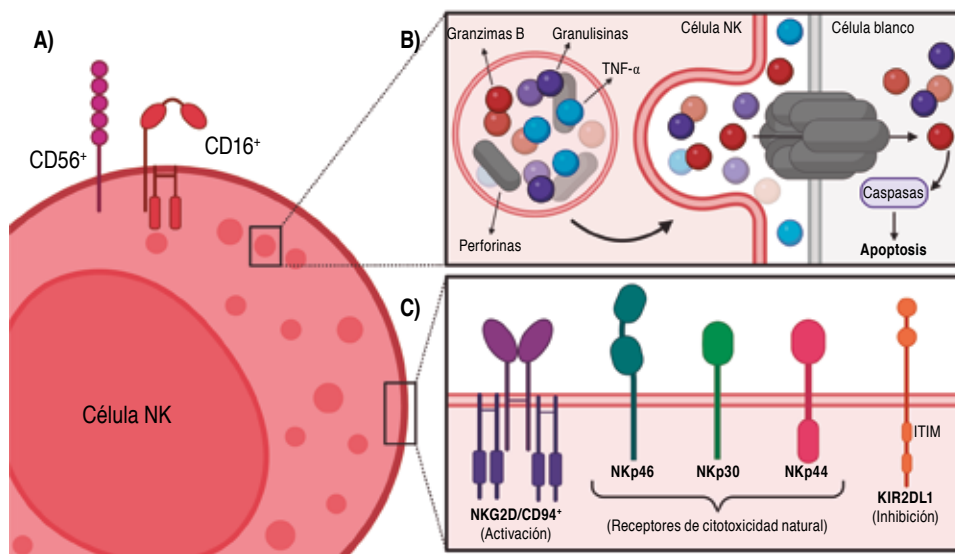 A)
CD56⁺
CD16⁺
Célula NK
B)
Granzimas B
Granulisinas
TNF-α
Perforinas
Célula NK
Célula blanco
Caspasas
Apoptosis
C)
NKG2D/CD94⁺
(Activación)
NKp46
NKp30
NKp44
(Receptores de citotoxicidad natural)
ITIM
KIR2DL1
(Inhibición)